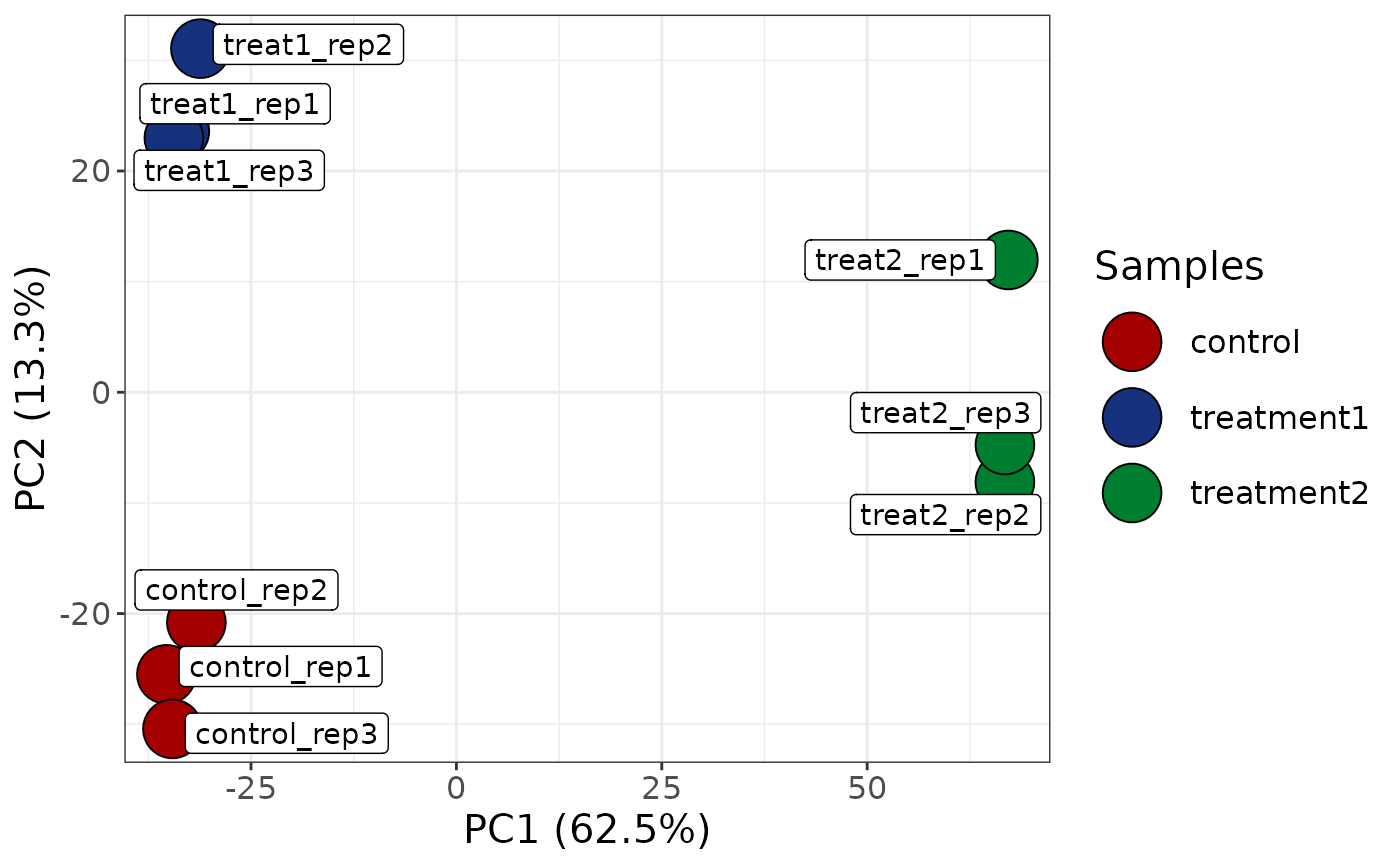 treat1_rep2
treat1_rep1
treat1_rep3
treat2_rep1
treat2_rep3
treat2_rep2
control_rep2
control_rep1
control_rep3
20
0
-20
-25
0
25
50
PC1 (62.5%)
PC2 (13.3%)
Samples
control
treatment1
treatment2